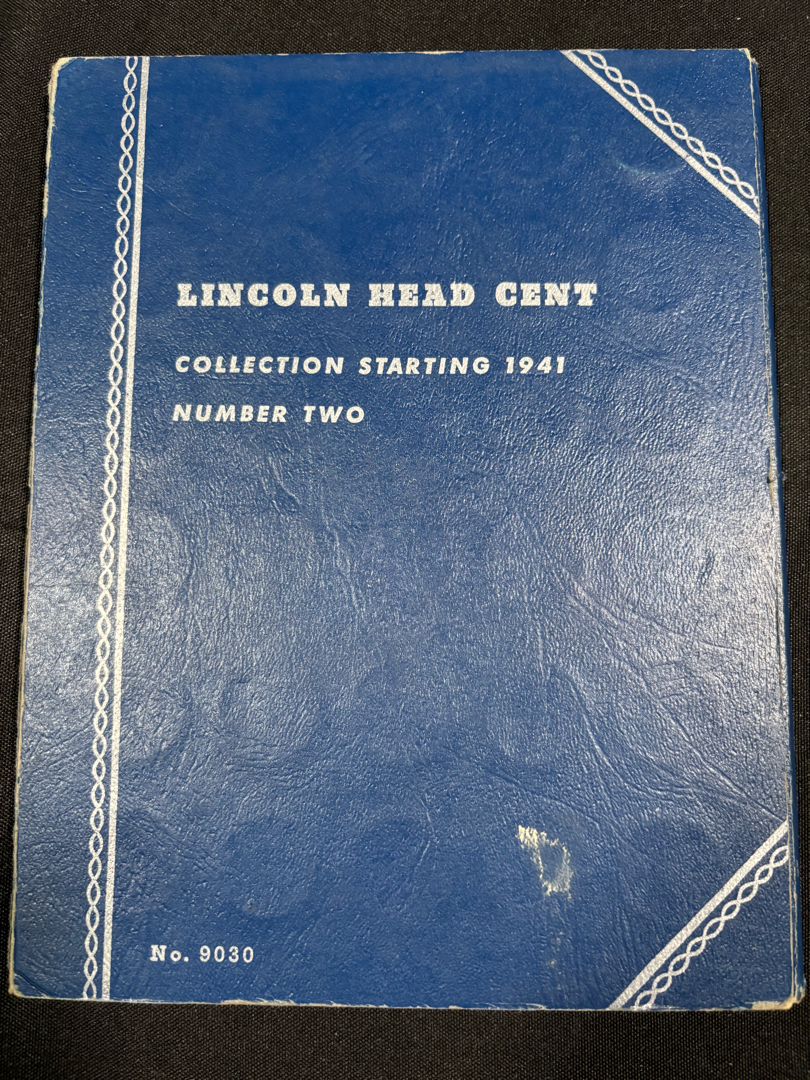 LINCOLN HEAD CENT
COLLECTION STARTING 1941
NUMBER TWO
No. 9030